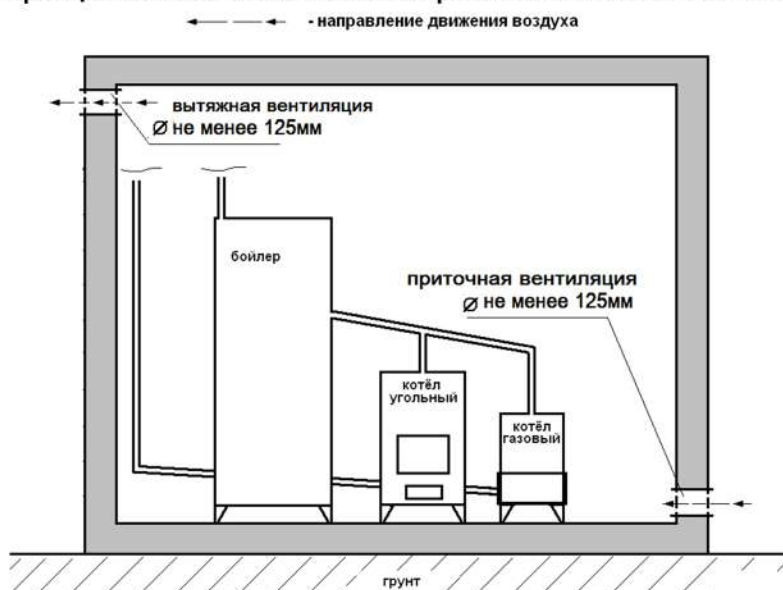 - направление движения воздуха
вытяжная вентиляция
⌀ не менее 125мм
бойлер
приточная вентиляция
⌀ не менее 125мм
котёл
угольный
котёл
газовый
грунт